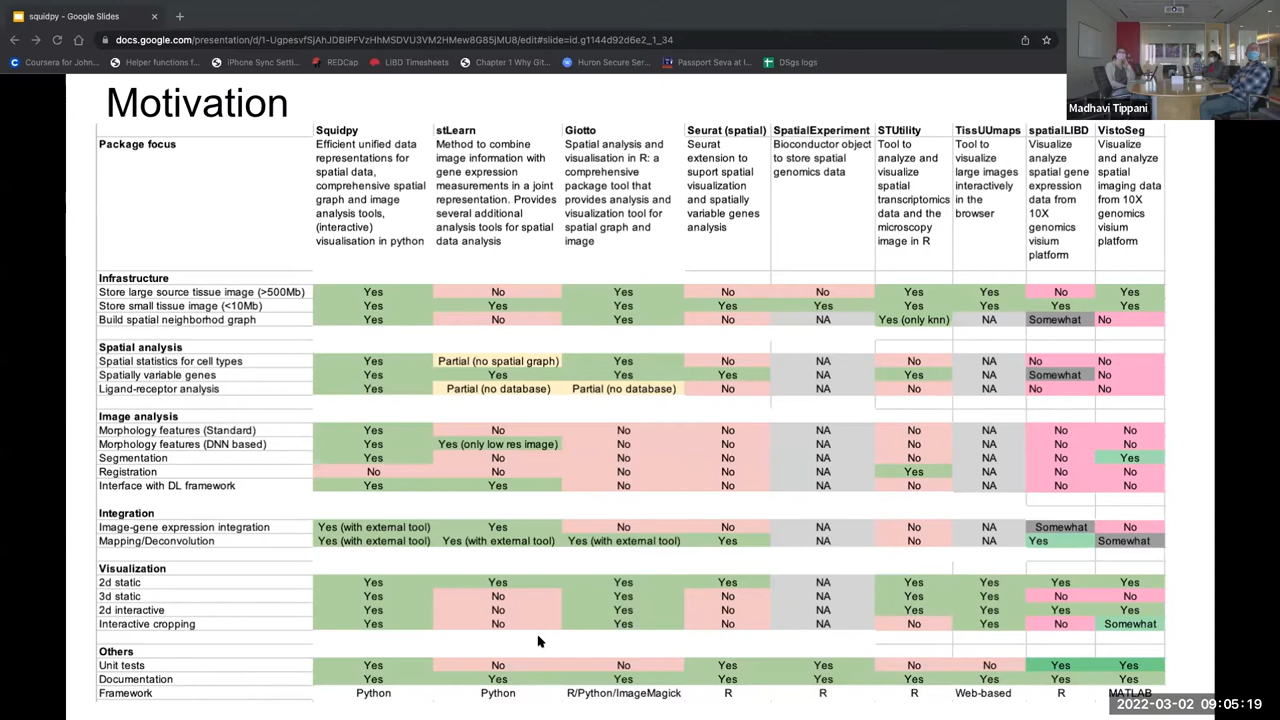 squidpy - Google Slides
docs.google.com/presentation/d/1-UgpesvfSjAhJDBIPFVzHhMSDVU3VM2HMew8G85jMU8/edit#slide=id.g1144d92d6e2_1_34
Coursera for John... Helper functions f... iPhone Sync Setti... REDCap LIBD Timesheets Chapter 1 Why Git... Huron Secure Ser... Passport Seva at I... DSgs logs
Madhavi Tippani
Motivation
Squidpy stLearn Giotto Seurat (spatial) SpatialExperiment STUtility TissUUmaps spatialLIBD VistoSeg
Package focus Efficient unified data representations for spatial data, comprehensive spatial graph and image analysis tools, (interactive) visualisation in python Method to combine image information with gene expression measurements in a joint representation. Provides several additional analysis tools for spatial data analysis Spatial analysis and visualisation in R: a comprehensive package tool that provides analysis and visualization tool for spatial graph and image Seurat extension to suport spatial visualization and spatially variable genes analysis Bioconductor object to store spatial genomics data Tool to analyze and visualize spatial transcriptomics data and the microscopy image in R Tool to visualize large images interactively in the browser Visualize analyze spatial gene expression data from 10X genomics visium platform Visualize and analyze spatial imaging data from 10X genomics visium platform
Infrastructure
Store large source tissue image (>500Mb) Yes No Yes No No Yes Yes No Yes
Store small tissue image (<10Mb) Yes Yes Yes Yes Yes Yes Yes Yes Yes
Build spatial neighborhod graph Yes No Yes No NA Yes (only knn) NA Somewhat No
Spatial analysis
Spatial statistics for cell types Yes Partial (no spatial graph) Yes No NA No NA No No
Spatially variable genes Yes Yes Yes Yes NA Yes NA Somewhat No
Ligand-receptor analysis Yes Partial (no database) Partial (no database) No NA No NA No No
Image analysis
Morphology features (Standard) Yes No No No NA No NA No No
Morphology features (DNN based) Yes Yes (only low res image) No No NA No NA No No
Segmentation Yes No No No NA No NA No Yes
Registration No No No No NA Yes NA No No
Interface with DL framework Yes Yes No No NA No NA No No
Integration
Image-gene expression integration Yes (with external tool) Yes No No NA No NA Somewhat No
Mapping/Deconvolution Yes (with external tool) Yes (with external tool) Yes (with external tool) Yes NA No NA Yes Somewhat
Visualization
2d static Yes Yes Yes Yes NA Yes Yes Yes Yes
3d static Yes No Yes No NA Yes Yes No No
2d interactive Yes No Yes No NA Yes Yes Yes Yes
Interactive cropping Yes No Yes No NA No Yes No Somewhat
Others
Unit tests Yes No No Yes Yes No No Yes Yes
Documentation Yes Yes Yes Yes Yes Yes Yes Yes Yes
Framework Python Python R/Python/ImageMagick R R R Web-based R MATLAB
2022-03-02 09:05:19